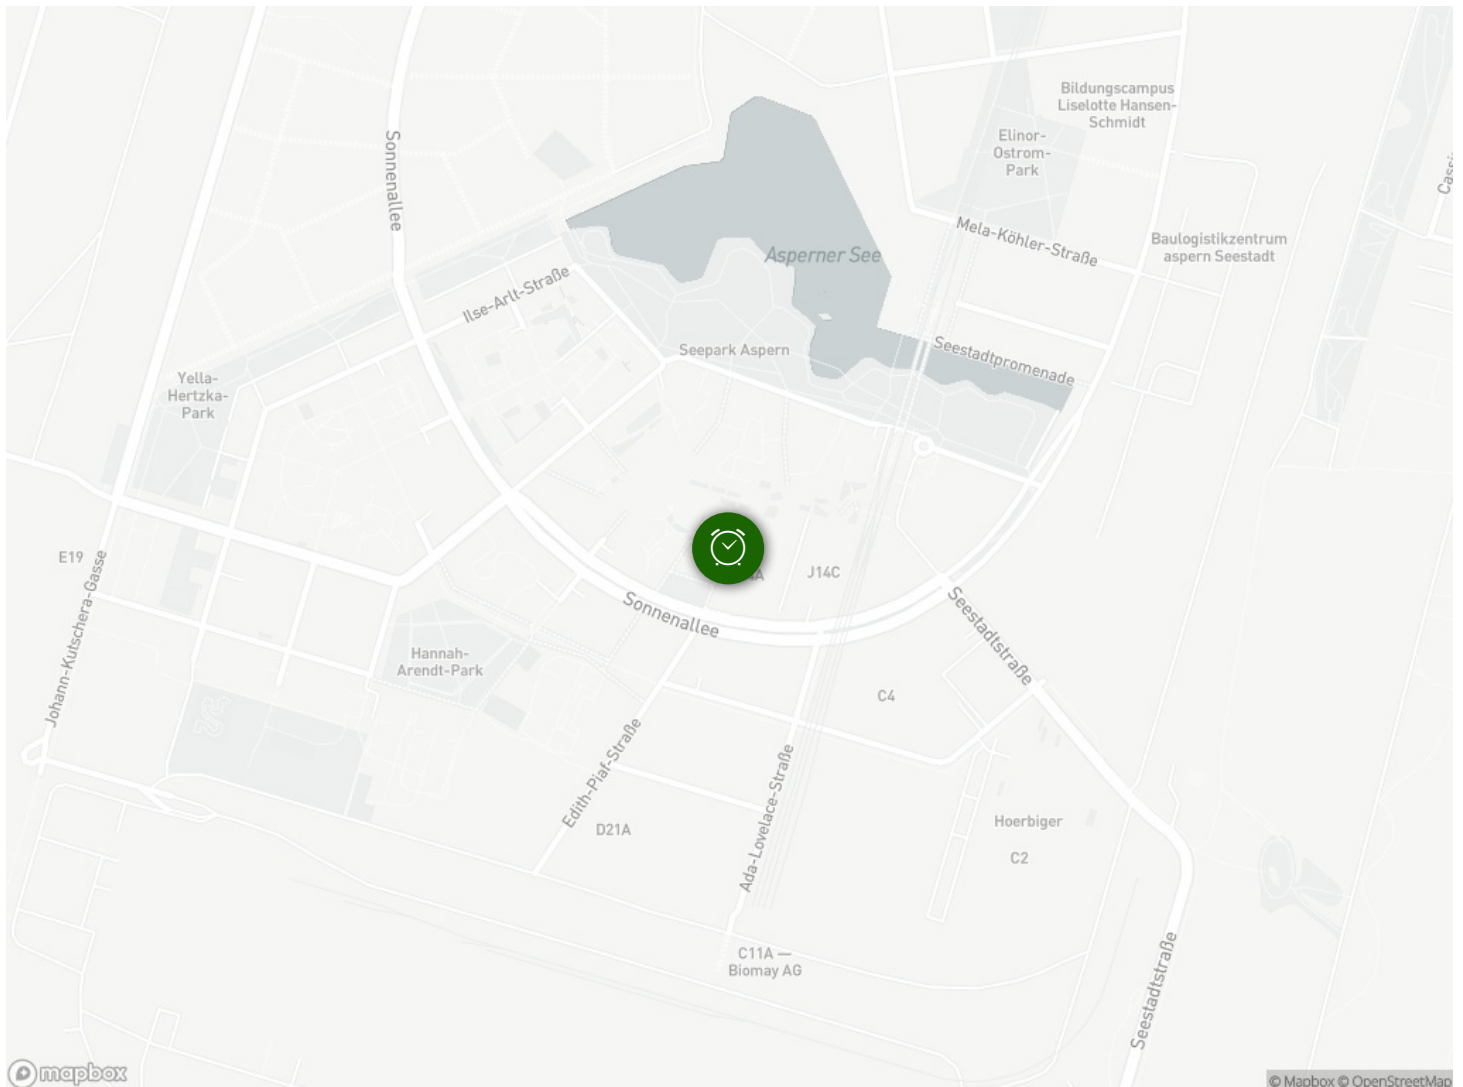 Bildungscampus
Liselotte Hansen-
Schmidt
Elinor-
Ostrom-
Park
Sonnenallee
Mela-Köhler-Straße
Baulogistikzentrum
aspern Seestadt
Asperner See
Ilse-Arlt-Straße
Seepark Aspern
Seestadtpromenade
Yella-
Hertzka-
Park
E19
J14C
Johann-Kutschera-Gasse
Sonnenallee
Seestadtstraße
Hannah-
Arendt-Park
C4
Edith-Piaf-Straße
Ada-Lovelace-Straße
D21A
Hoerbiger
C2
C11A —
Biomay AG
Seestadtstraße
mapbox
© Mapbox © OpenStreetMap